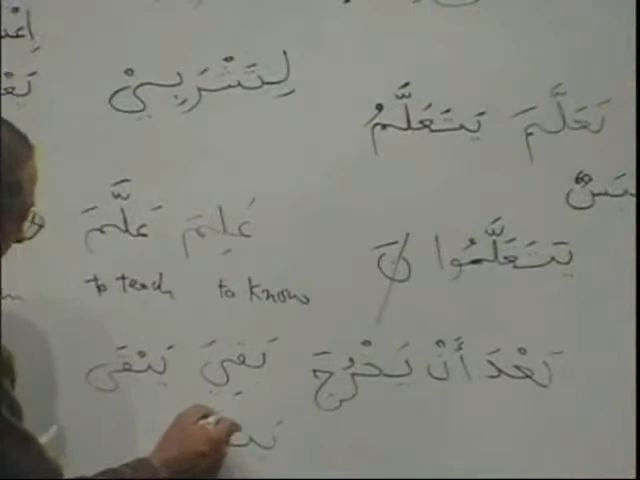 لِتَشْرَبِيْ
تَعَلَّمَ يَتَعَلَّمُ
عَلِمَ عَلَّمَ
يَتَعَلَّمُوا نَ
to teach to know
بَعْدَ أَنْ يَخْرُجَ بَقِيَ يَبْقَى